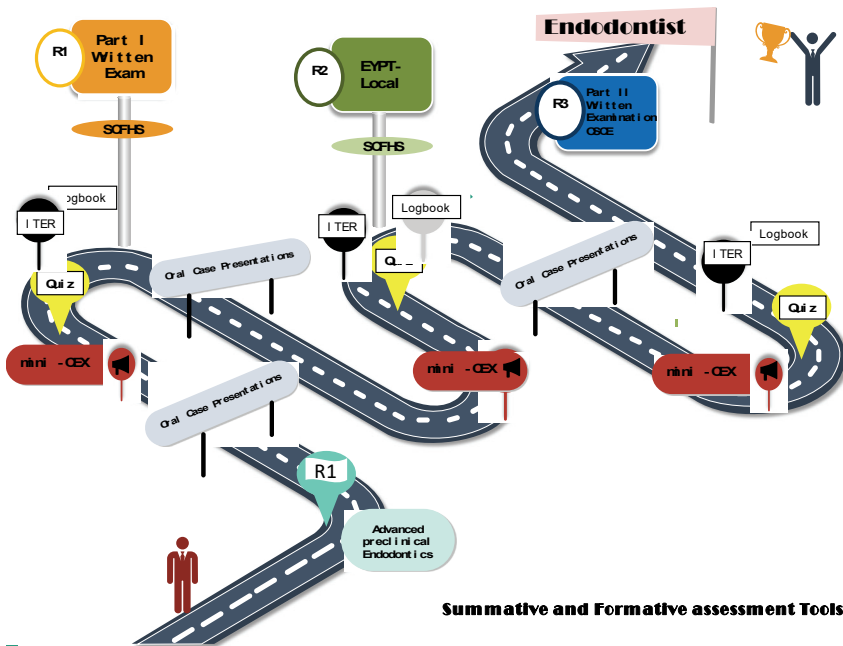 Endodontist
R1
Part I
Witten
Exam
SCFHS
R2
EYPT-
Local
SCFHS
R3
Part II
Witten
Examination
OSCE
ITER
Logbook
Quiz
mini-CEX
Oral Case Presentations
ITER
Logbook
mini-CEX
Oral Case Presentations
ITER
Logbook
Quiz
mini-CEX
Oral Case Presentations
R1
Advanced
preclinical
Endodontics
Summative and Formative assessment Tools